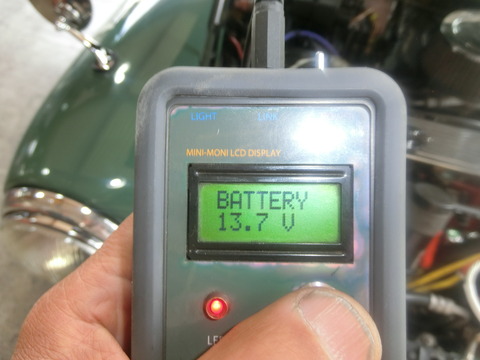 LIGHT LINK
MINI-MONI LCD DISPLAY
BATTERY
13.7 V